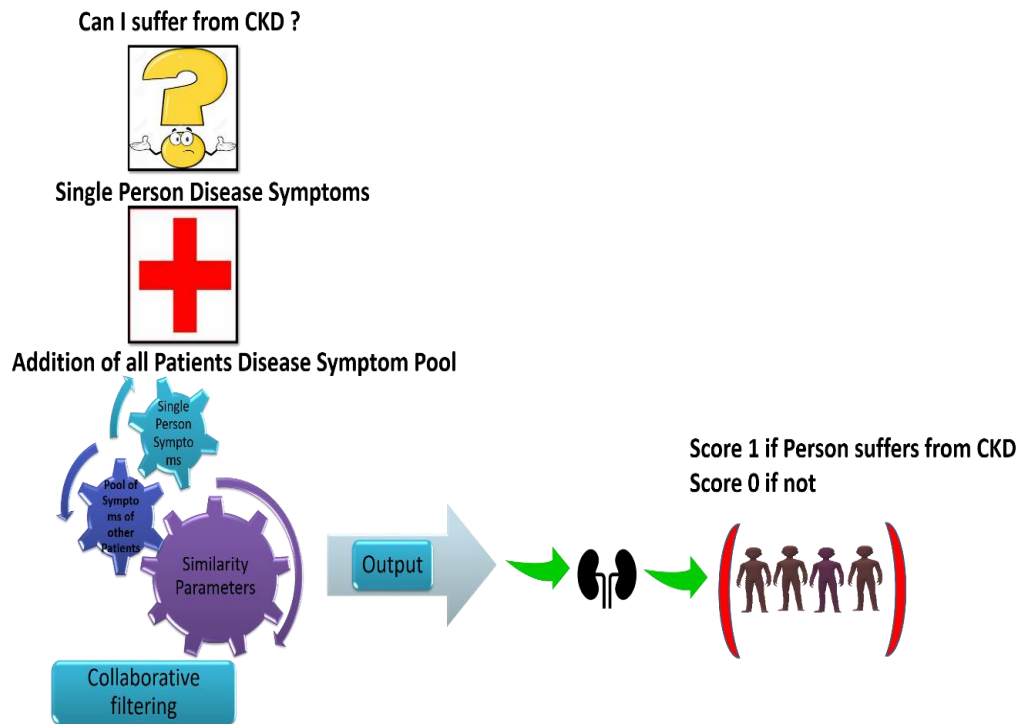 Can I suffer from CKD ?
Single Person Disease Symptoms
Addition of all Patients Disease Symptom Pool
Single
Person
Sympto
ms
Pool of
Sympto
ms of
other
Patients
Similarity
Parameters
Collaborative
filtering
Output
Score 1 if Person suffers from CKD
Score 0 if not